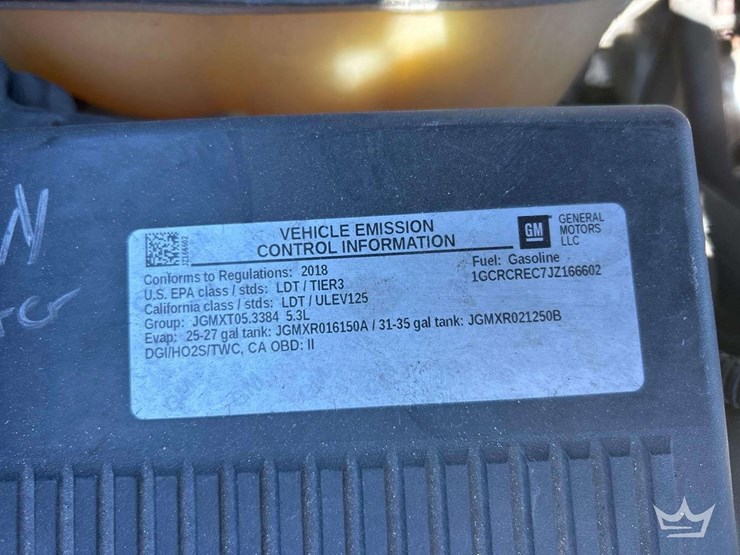 VEHICLE EMISSION
CONTROL INFORMATION
GM
GENERAL
MOTORS
LLC
JZ166602
Conforms to Regulations: 2018
Fuel: Gasoline
U.S. EPA class / stds: LDT / TIER3
1GCRCREC7JZ166602
California class / stds: LDT / ULEV125
Group: JGMXT05.3384 5.3L
Evap: 25-27 gal tank: JGMXR016150A / 31-35 gal tank: JGMXR021250B
DGI/HO2S/TWC, CA OBD: II
N